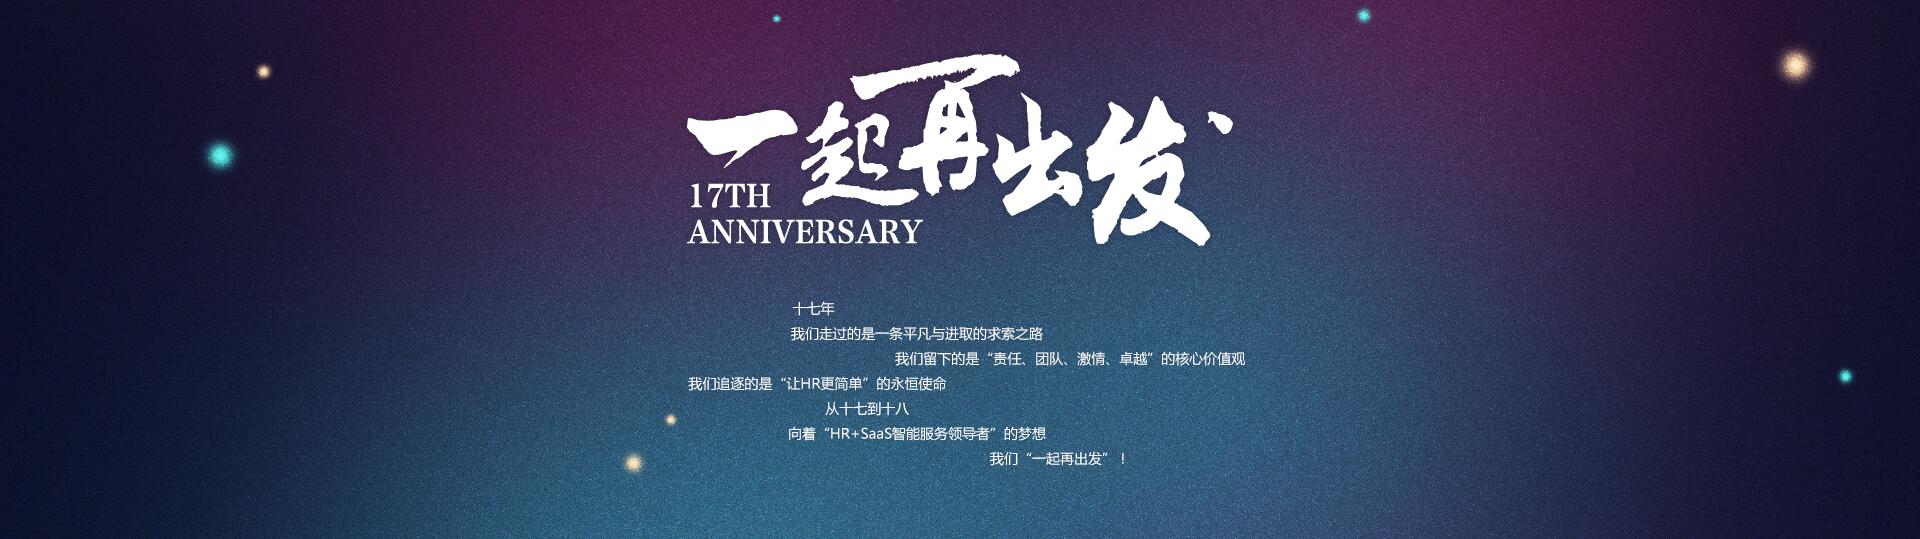 一起再出发
17TH
ANNIVERSARY
十七年
我们走过的是一条平凡与进取的求索之路
我们留下的是“责任、团队、激情、卓越”的核心价值观
我们追逐的是“让HR更简单”的永恒使命
从十七到十八
向着“HR+SaaS智能服务领导者”的梦想
我们“一起再出发”！